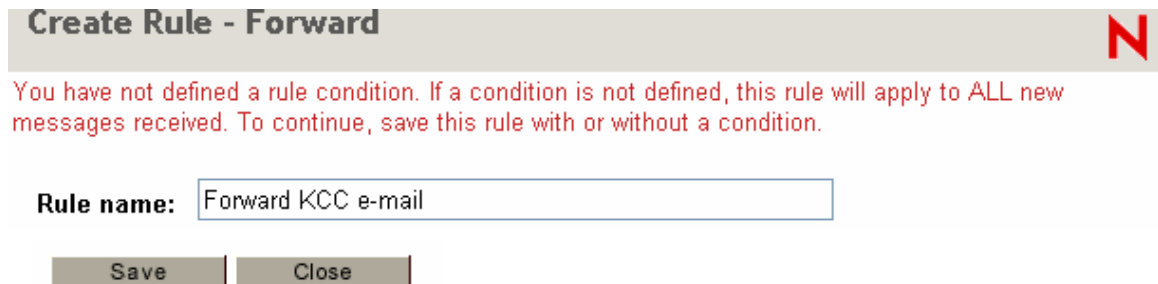 Create Rule - Forward
N
You have not defined a rule condition. If a condition is not defined, this rule will apply to ALL new
messages received. To continue, save this rule with or without a condition.
Rule name: Forward KCC e-mail
Save Close